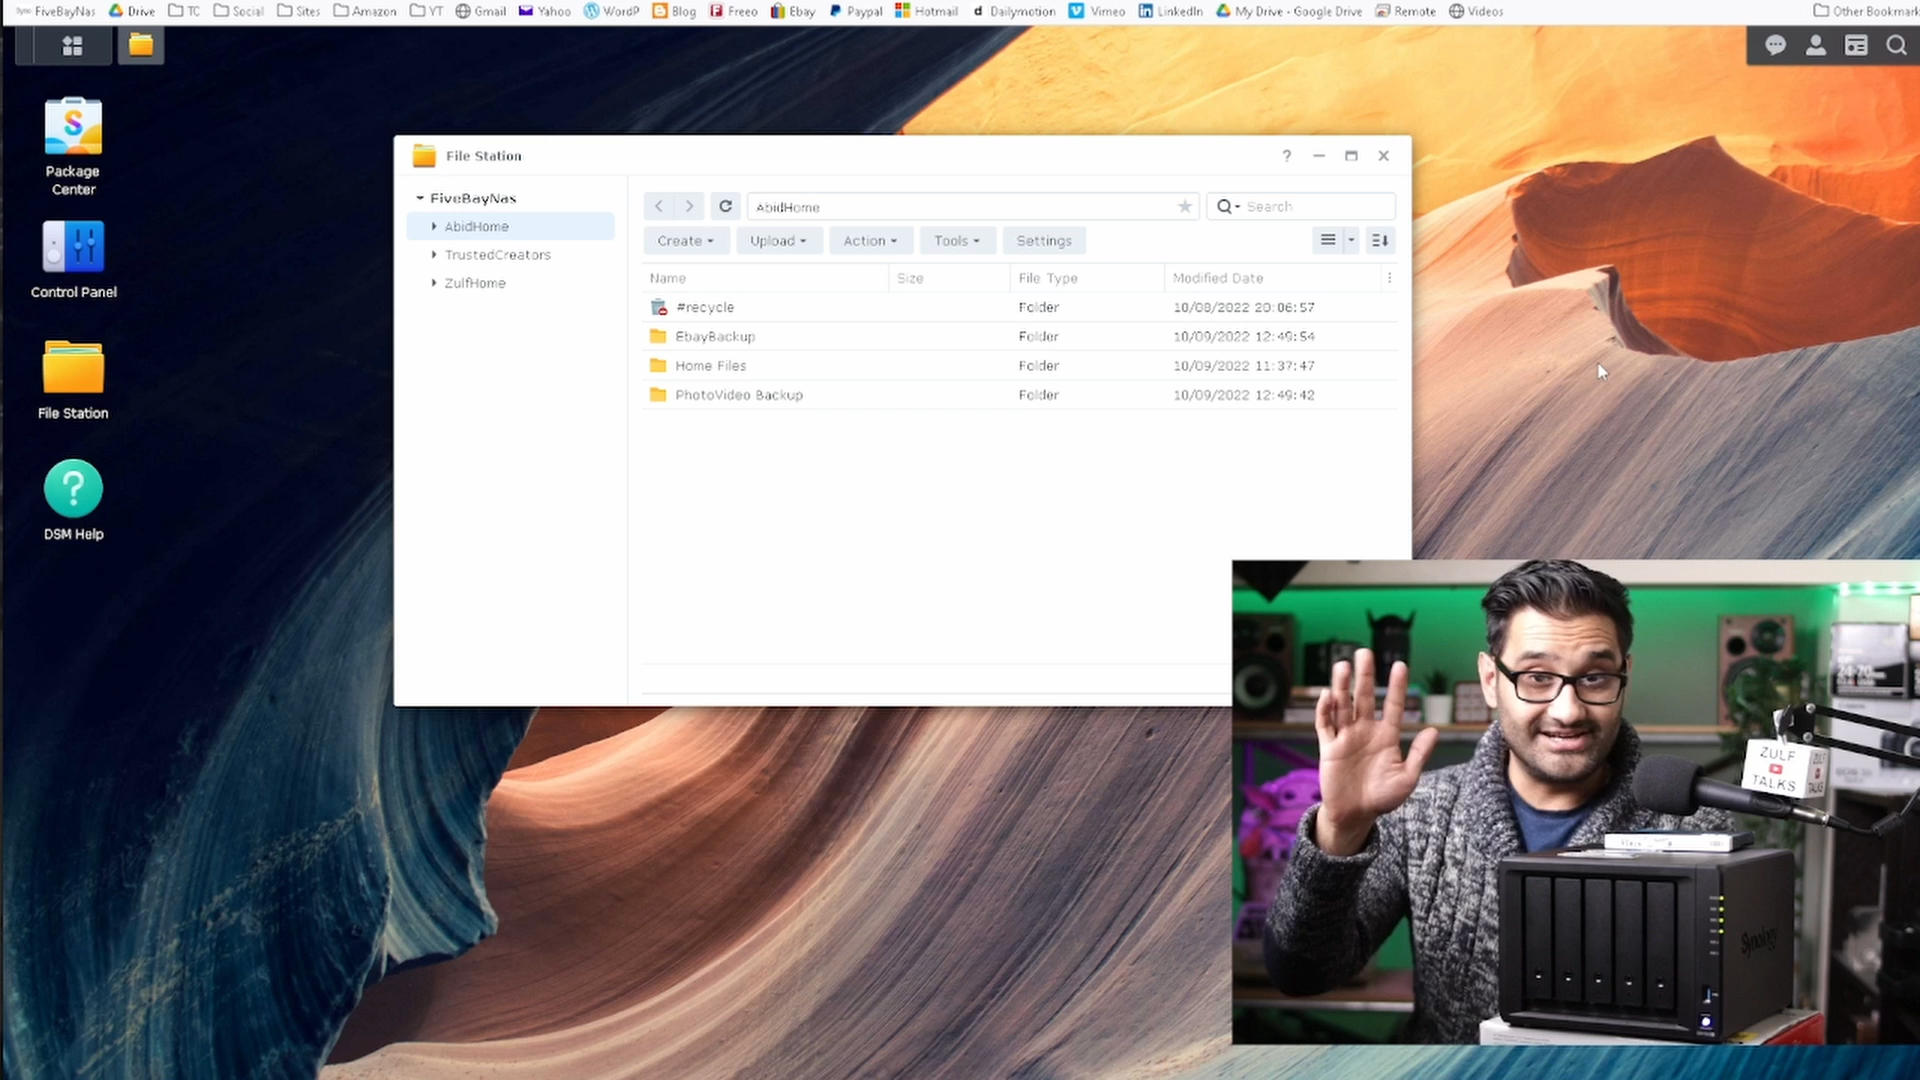 FiveBayNas Drive TC Social Sites Amazon YT Gmail Yahoo WordP Blog Freeo Ebay Paypal Hotmail d Dailymotion Vimeo LinkedIn My Drive - Google Drive Remote Videos Other Bookmark
Package
Center
Control Panel
File Station
DSM Help
File Station
FiveBayNas
AbidHome
TrustedCreators
ZulfHome
AbidHome
Search
Create
Upload
Action
Tools
Settings
Name Size File Type Modified Date
#recycle Folder 10/08/2022 20:06:57
EbayBackup Folder 10/09/2022 12:49:54
Home Files Folder 10/09/2022 11:37:47
PhotoVideo Backup Folder 10/09/2022 12:49:42
24-70
ZULF
TALKS
Synology